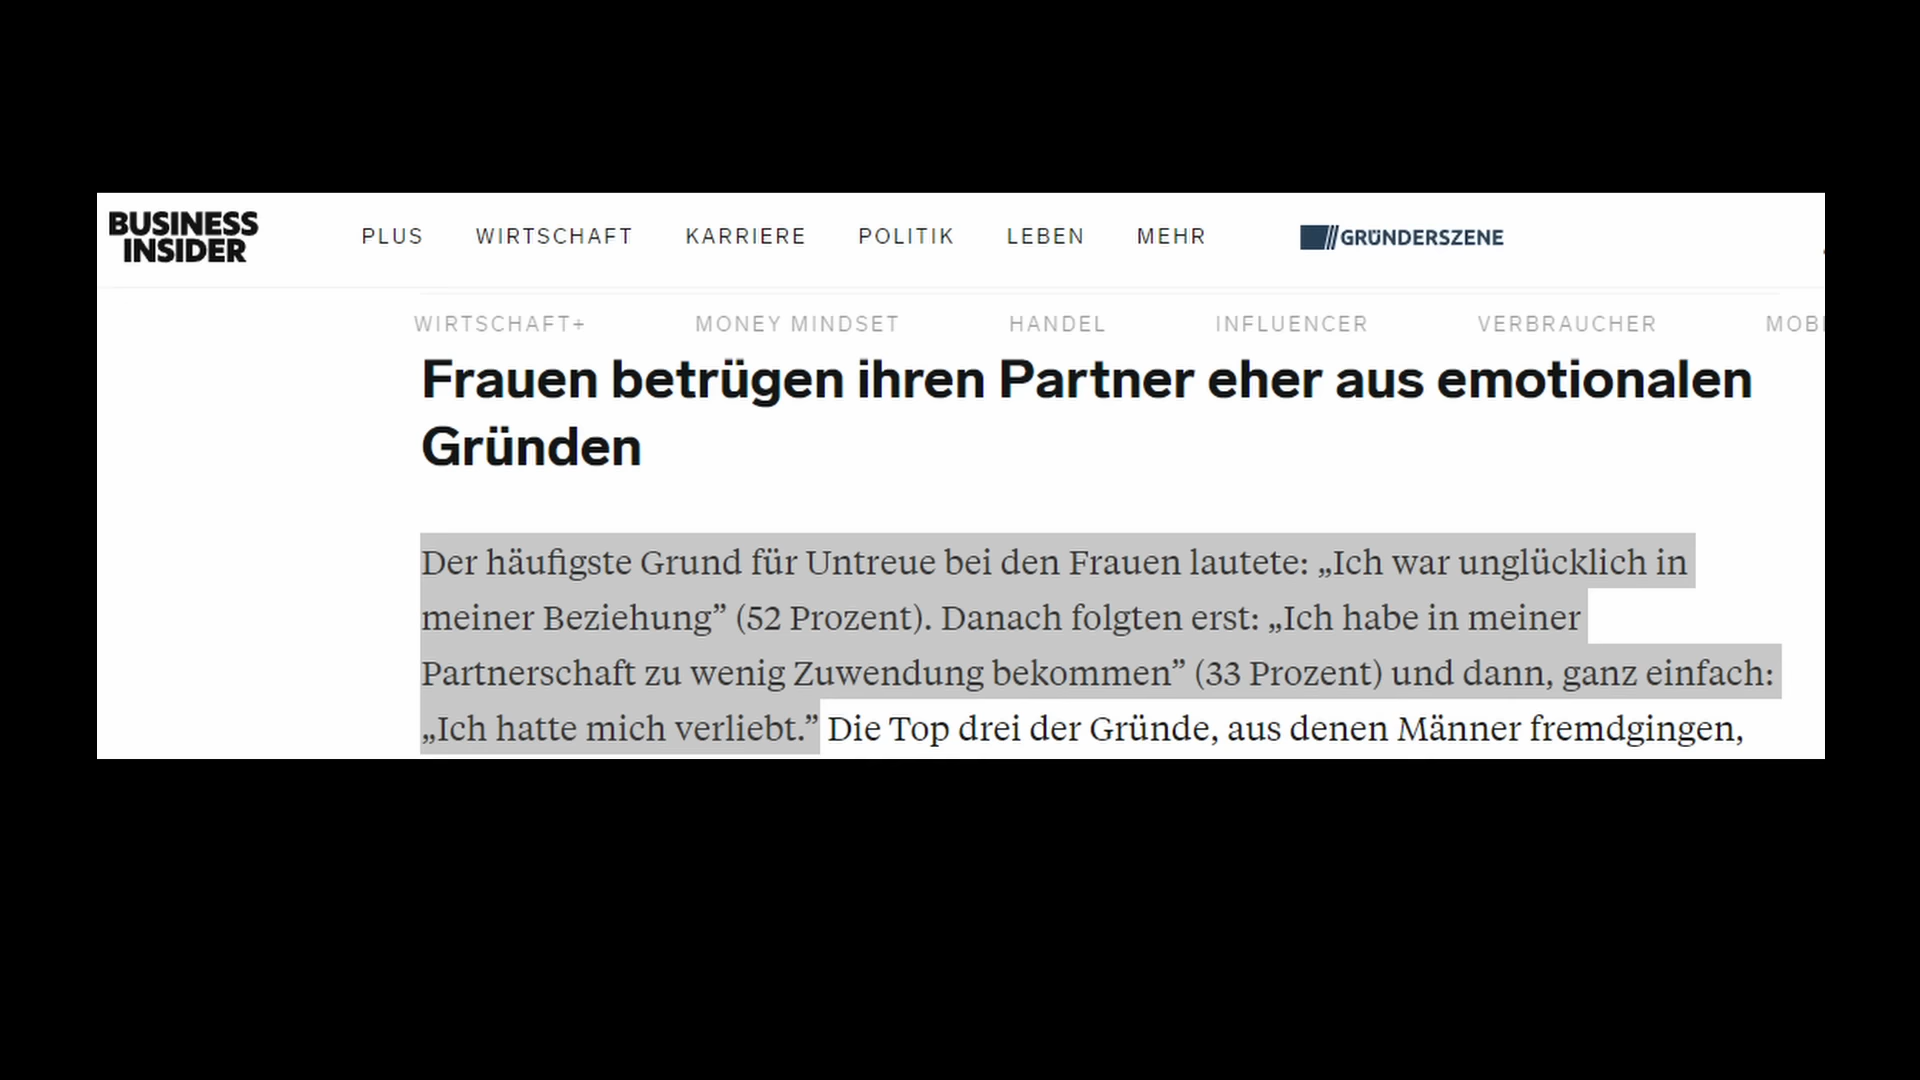 BUSINESS
INSIDER
PLUS WIRTSCHAFT KARRIERE POLITIK LEBEN MEHR GRÜNDERSZENE
WIRTSCHAFT+ MONEY MINDSET HANDEL INFLUENCER VERBRAUCHER
Frauen betrügen ihren Partner eher aus emotionalen
Gründen
Der häufigste Grund für Untreue bei den Frauen lautete: „Ich war unglücklich in
meiner Beziehung” (52 Prozent). Danach folgten erst: „Ich habe in meiner
Partnerschaft zu wenig Zuwendung bekommen” (33 Prozent) und dann, ganz einfach:
„Ich hatte mich verliebt.” Die Top drei der Gründe, aus denen Männer fremdgingen,